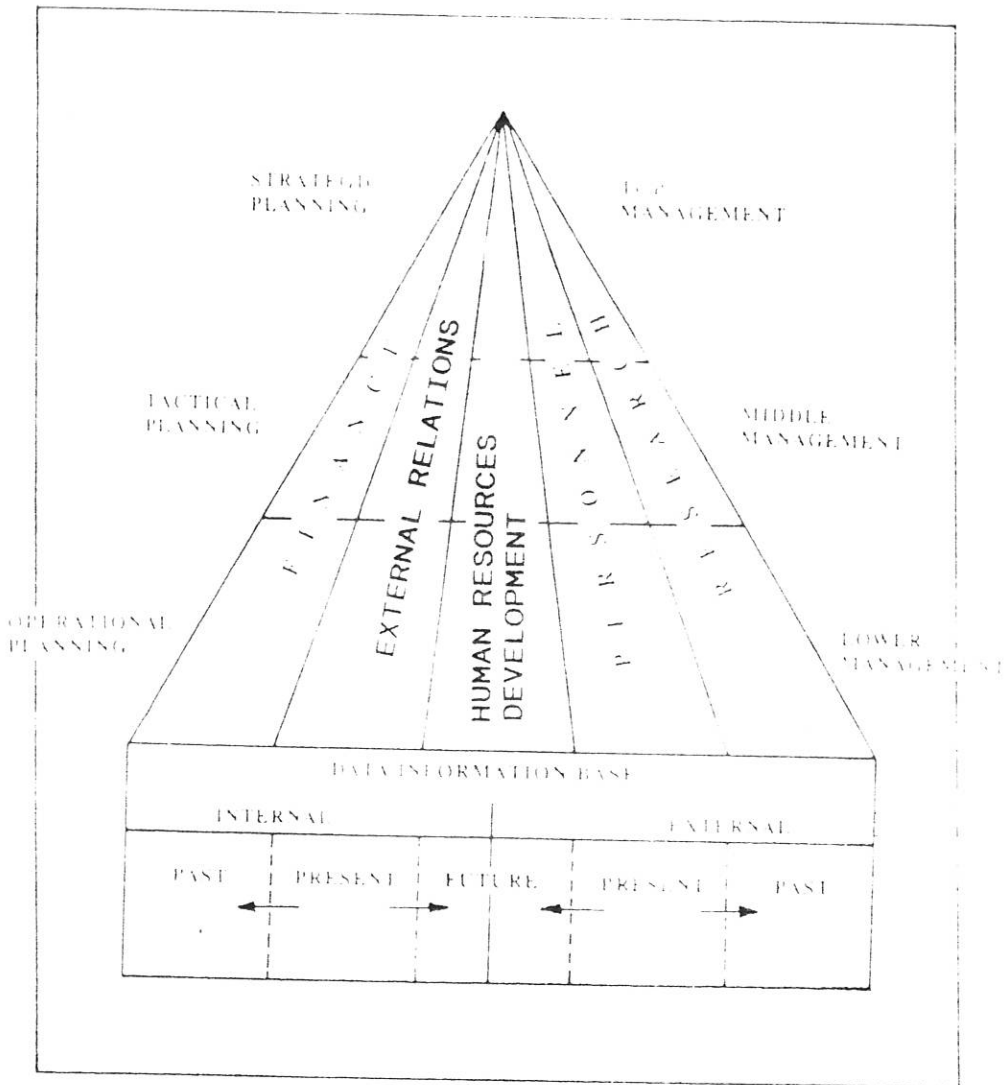 STRATEGIC
PLANNING
TOP
MANAGEMENT
TACTICAL
PLANNING
MIDDLE
MANAGEMENT
OPERATIONAL
PLANNING
LOWER
MANAGEMENT
FINANCE
EXTERNAL RELATIONS
HUMAN RESOURCES
DEVELOPMENT
PERSONNEL
RESEARCH
DATA INFORMATION BASE
INTERNAL
EXTERNAL
PAST
PRESENT
FUTURE
PRESENT
PAST